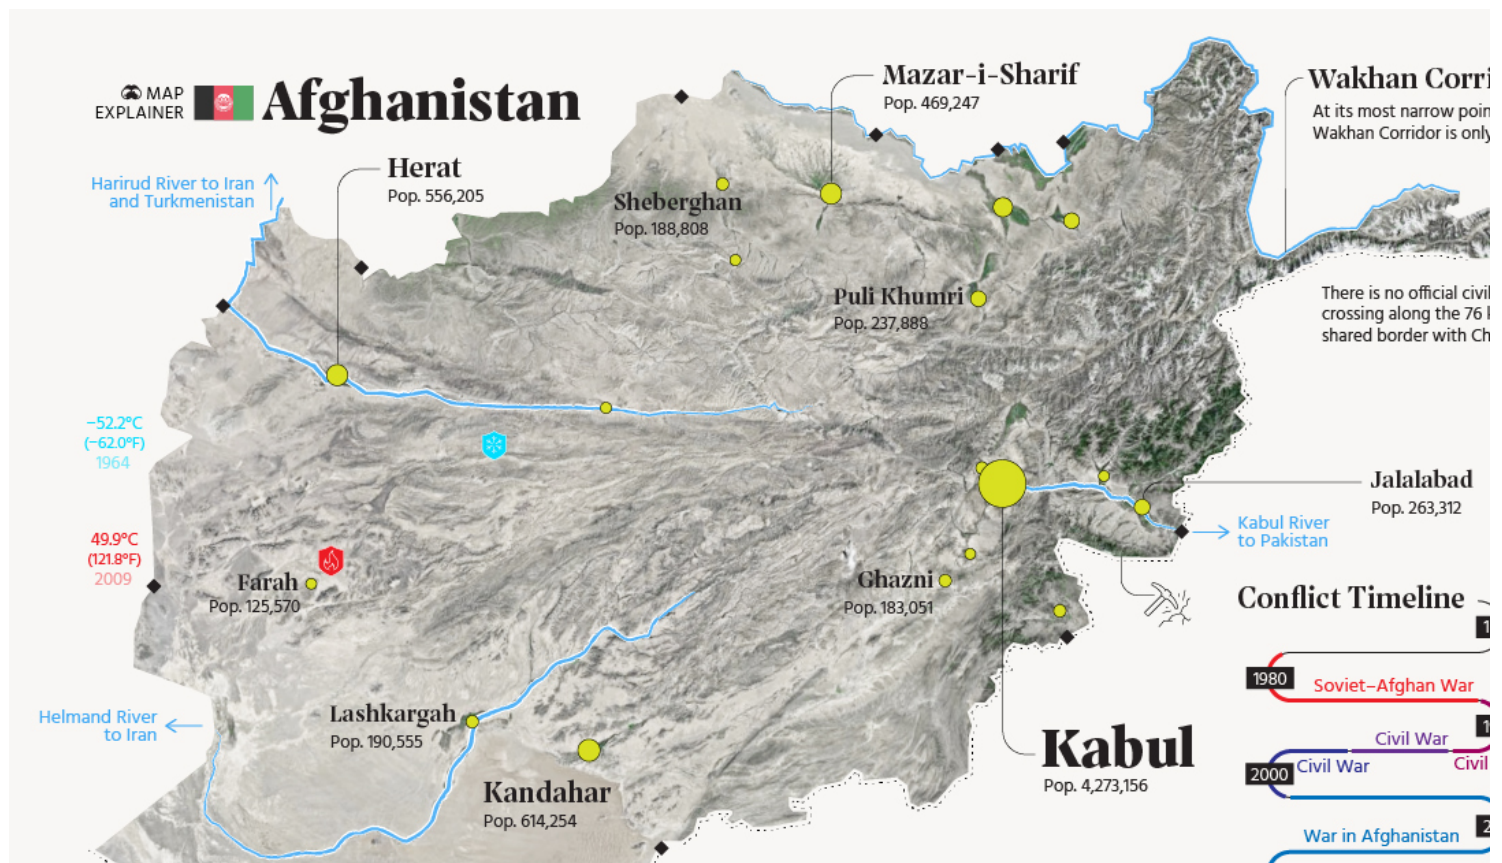 MAP
EXPLAINER
Afghanistan
Mazar-i-Sharif
Pop. 469,247
Wakhan Corri
At its most narrow poin
Wakhan Corridor is only
Herat
Pop. 556,205
Harirud River to Iran
and Turkmenistan
Sheberghan
Pop. 188,808
Puli Khumri
Pop. 237,888
There is no official civil
crossing along the 76 k
shared border with Ch
−52.2°C
(−62.0°F)
1964
49.9°C
(121.8°F)
2009
Jalalabad
Pop. 263,312
Kabul River
to Pakistan
Farah
Pop. 125,570
Ghazni
Pop. 183,051
Conflict Timeline
1
1980
Soviet–Afghan War
Helmand River
to Iran
Lashkargah
Pop. 190,555
Kabul
Pop. 4,273,156
Kandahar
Pop. 614,254
19
Civil War
Civil War
Civil
2000
2
War in Afghanistan